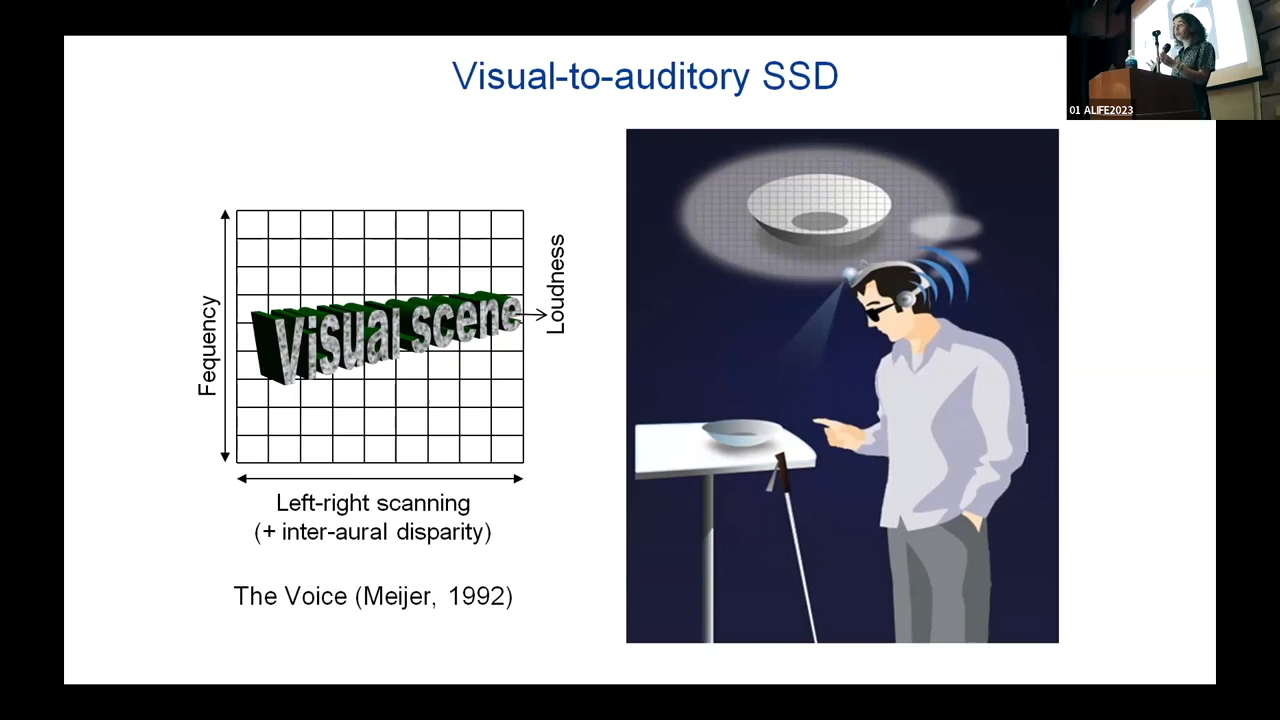 Visual-to-auditory SSD
01 ALIFE2023
Fequency
Visual scene
Loudness
Left-right scanning
(+ inter-aural disparity)
The Voice (Meijer, 1992)